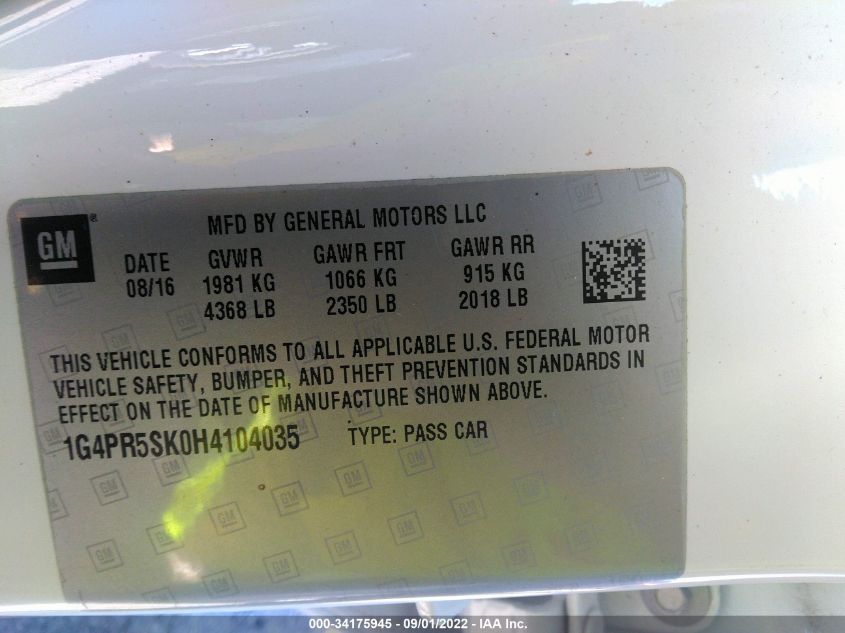 GM
®
MFD BY GENERAL MOTORS LLC
DATE GVWR GAWR FRT GAWR RR
08/16 1981 KG 1066 KG 915 KG
4368 LB 2350 LB 2018 LB
THIS VEHICLE CONFORMS TO ALL APPLICABLE U.S. FEDERAL MOTOR
VEHICLE SAFETY, BUMPER, AND THEFT PREVENTION STANDARDS IN
EFFECT ON THE DATE OF MANUFACTURE SHOWN ABOVE.
1G4PR5SK0H4104035 TYPE: PASS CAR
000-34175945 - 09/01/2022 - IAA Inc.